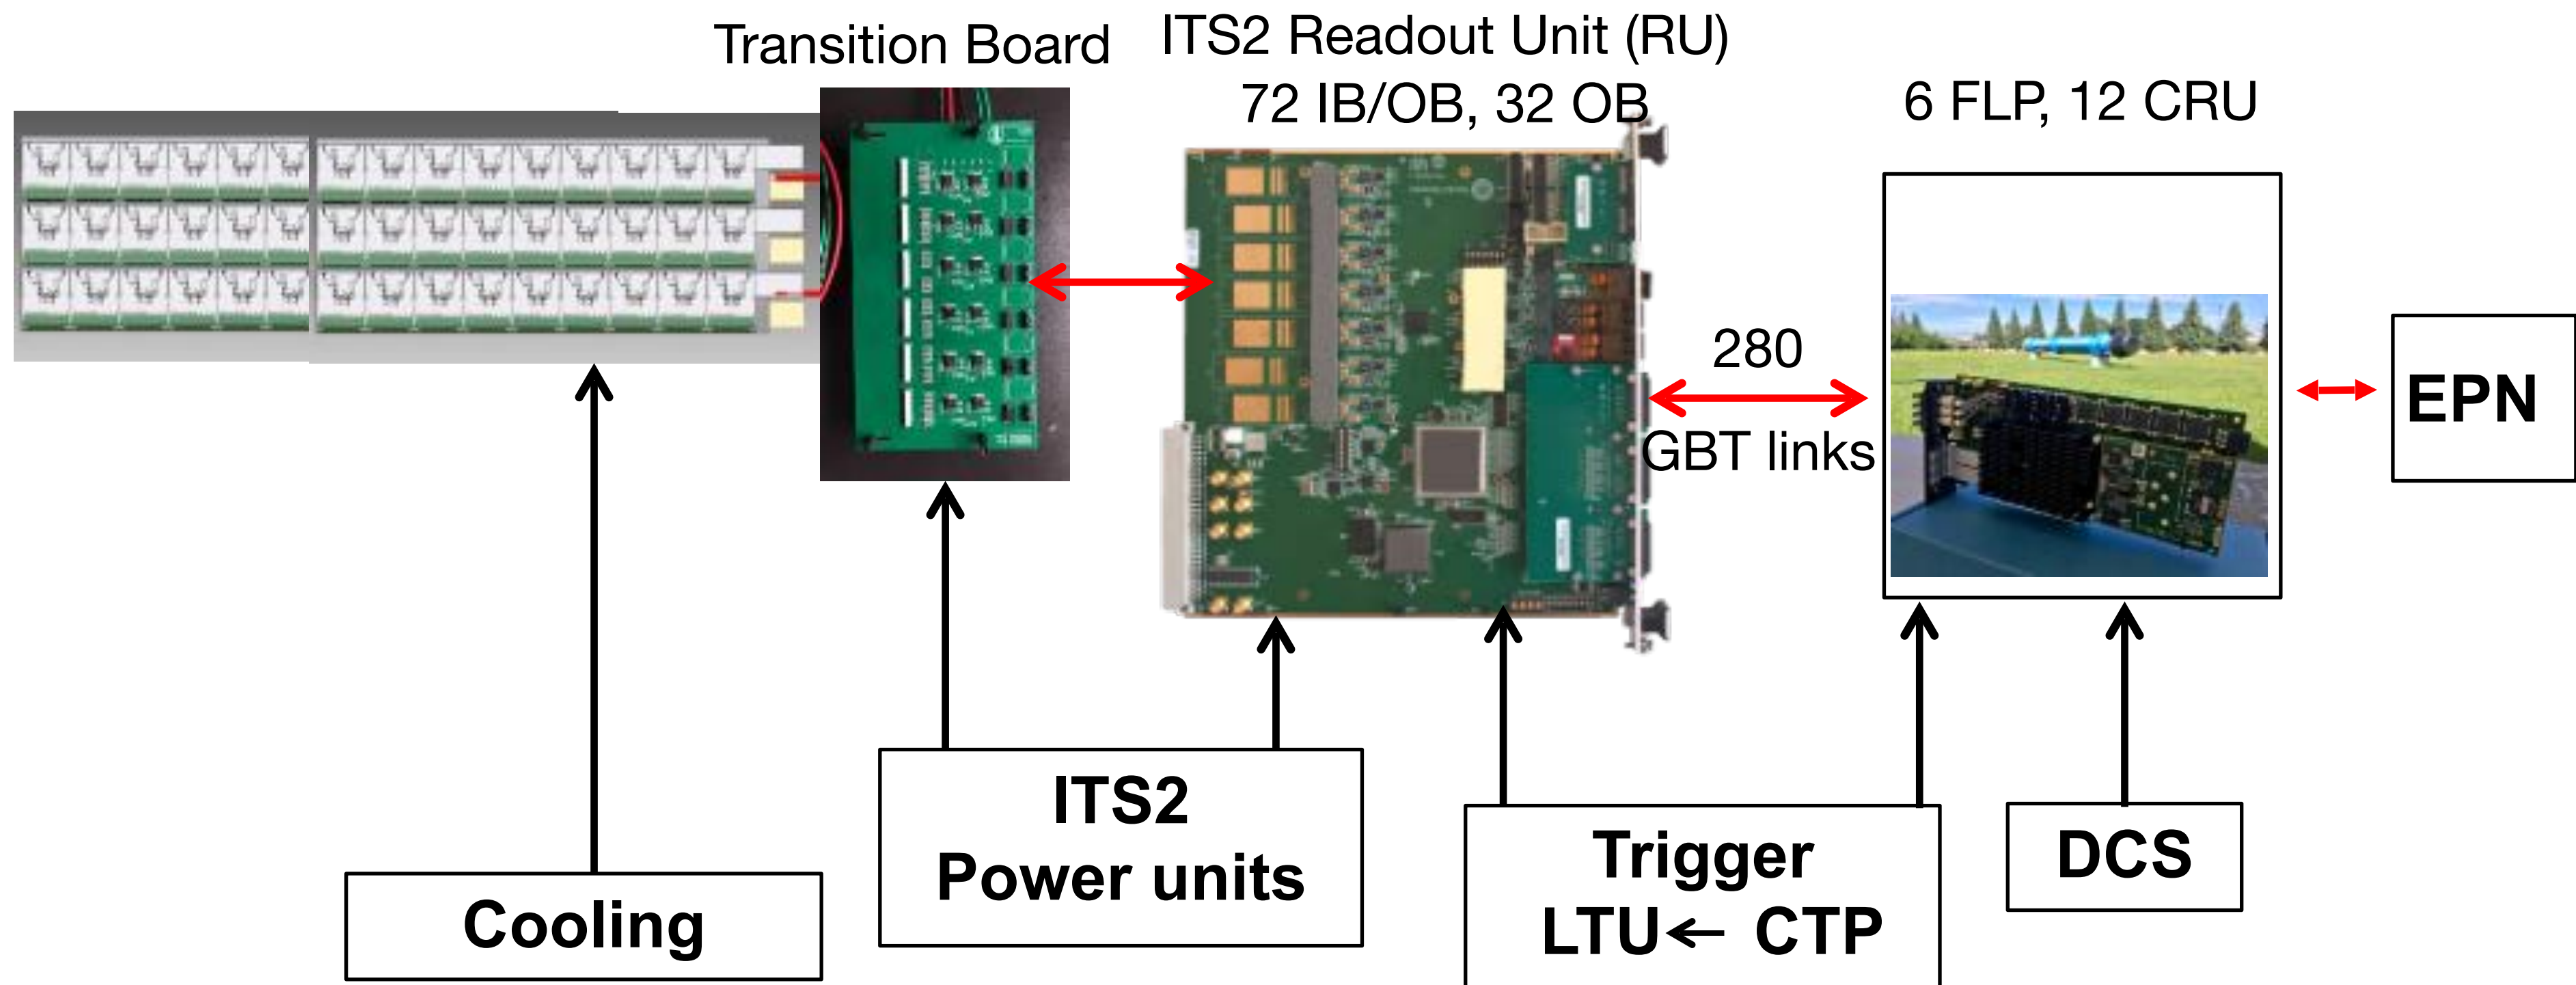 Transition Board
ITS2 Readout Unit (RU)
72 IB/OB, 32 OB
6 FLP, 12 CRU
280
GBT links
EPN
ITS2
Power units
Trigger
LTU← CTP
DCS
Cooling